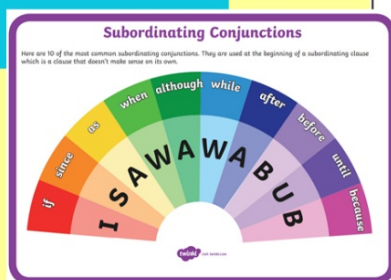 Subordinating Conjunctions
Here are 10 of the most common subordinating conjunctions. They are used at the beginning of a subordinating clause
which is a clause that doesn't make sense on its own.
if
since
as
when
although
while
after
before
until
because
I S A W A W A B U B
twinkl